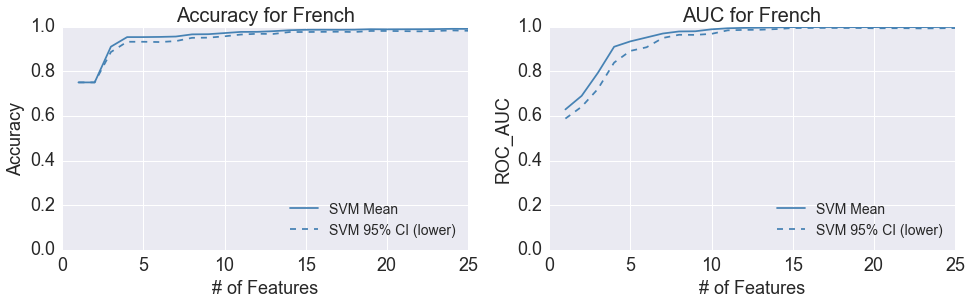 Accuracy for French
1.0
0.8
0.6
0.4
0.2
0.0
Accuracy
SVM Mean
SVM 95% CI (lower)
0 5 10 15 20 25
# of Features
AUC for French
1.0
0.8
0.6
0.4
0.2
0.0
ROC_AUC
SVM Mean
SVM 95% CI (lower)
0 5 10 15 20 25
# of Features